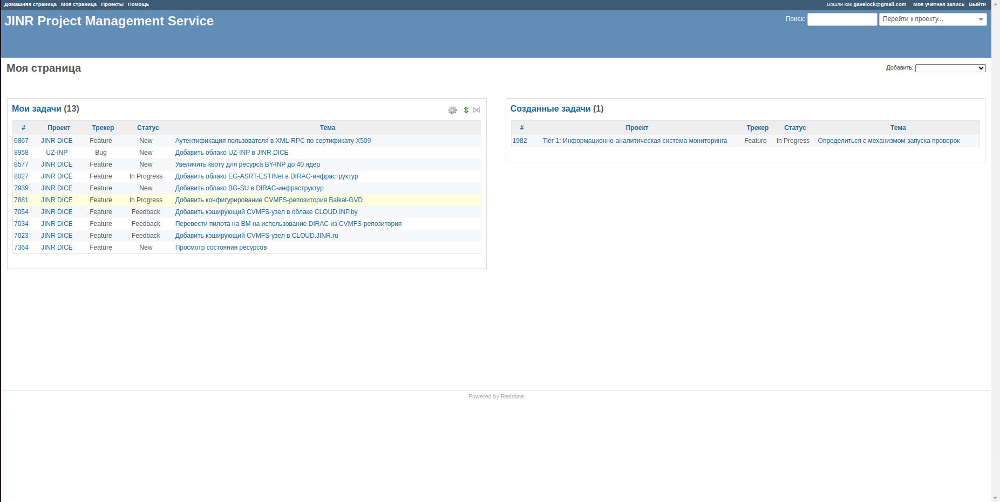 Домашняя страница Моя страница Проекты Помощь Вошли как gavelock@gmail.com Моя учётная запись Выйти
JINR Project Management Service
Поиск: Перейти к проекту...
Моя страница
Добавить:
Мои задачи (13)
# Проект Трекер Статус Тема
6867 JINR DICE Feature New Аутентификация пользователя в XML-RPC по сертификату X509
8958 UZ-INP Bug New Добавить облако UZ-INP в JINR DICE
8577 JINR DICE Feature New Увеличить квоту для ресурса BY-INP до 40 ядер
8027 JINR DICE Feature In Progress Добавить облако EG-ASRT-ESTINet в DIRAC-инфраструктур
7939 JINR DICE Feature New Добавить облако BG-SU в DIRAC-инфраструктур
7881 JINR DICE Feature In Progress Добавить конфигурирование CVMFS-репозитория Baikal-GVD
7054 JINR DICE Feature Feedback Добавить кэширующий CVMFS-узел в облаке CLOUD.INP.by
7034 JINR DICE Feature Feedback Перевести пилота на ВМ на использование DIRAC из CVMFS-репозитория
7023 JINR DICE Feature Feedback Добавить кэширующий CVMFS-узел в CLOUD.JINR.ru
7364 JINR DICE Feature New Просмотр состояния ресурсов
Созданные задачи (1)
# Проект Трекер Статус Тема
1982 Tier-1: Информационно-аналитическая система мониторинга Feature In Progress Определиться с механизмом запуска проверок
Powered by Redmine